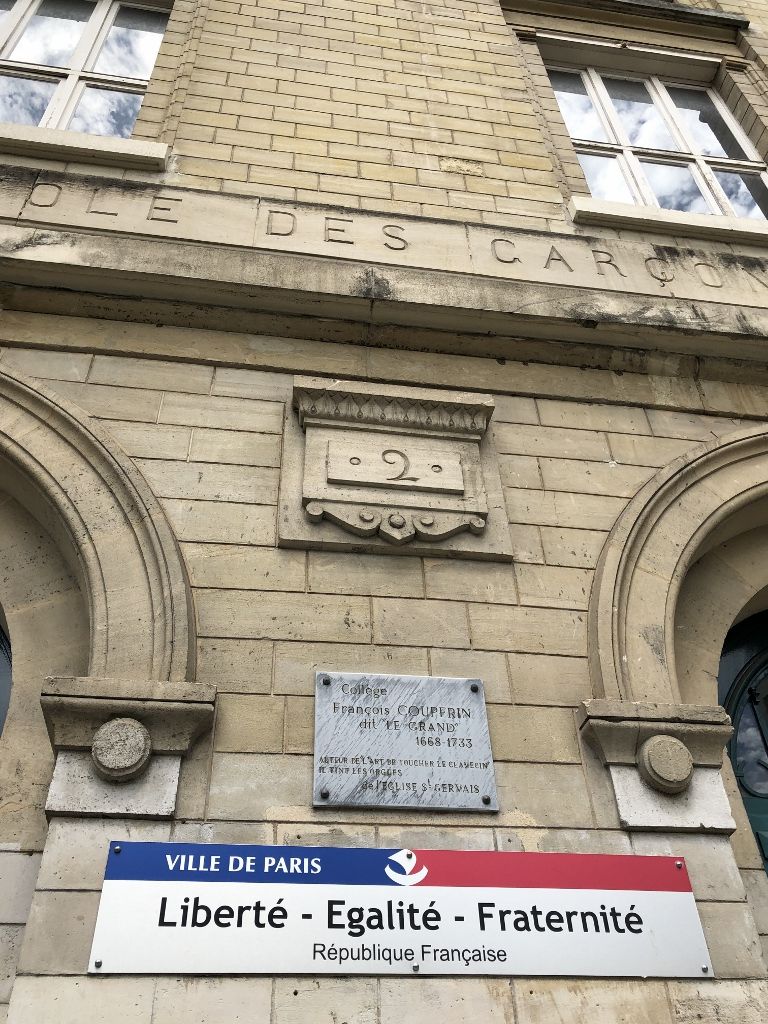 OLE DES GARÇON
2
Collège
François COUPERIN
dit "LE GRAND"
1668-1733
AUTEUR DE L'ART DE TOUCHER LE CLAVECIN
IL TINT LES ORGUES
de l'EGLISE St GERVAIS
VILLE DE PARIS
Liberté - Egalité - Fraternité
République Française